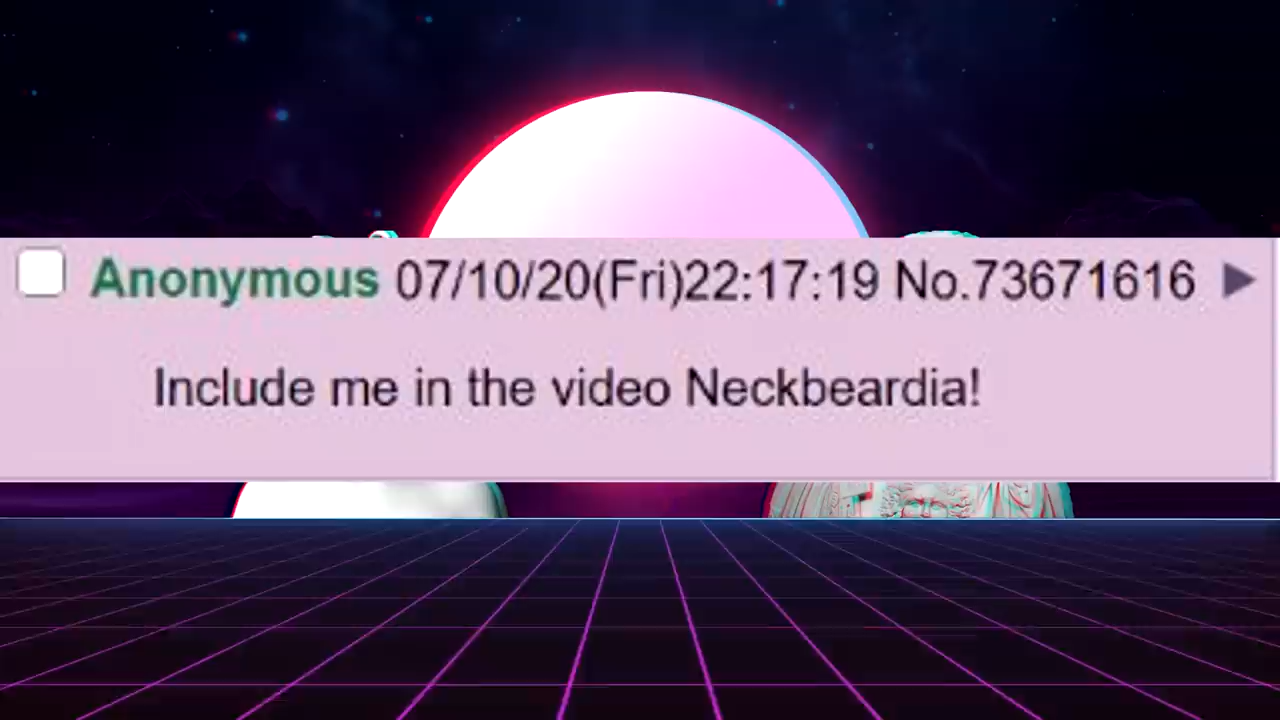 Anonymous 07/10/20(Fri)22:17:19 No.73671616 ▶
Include me in the video Neckbeardia!